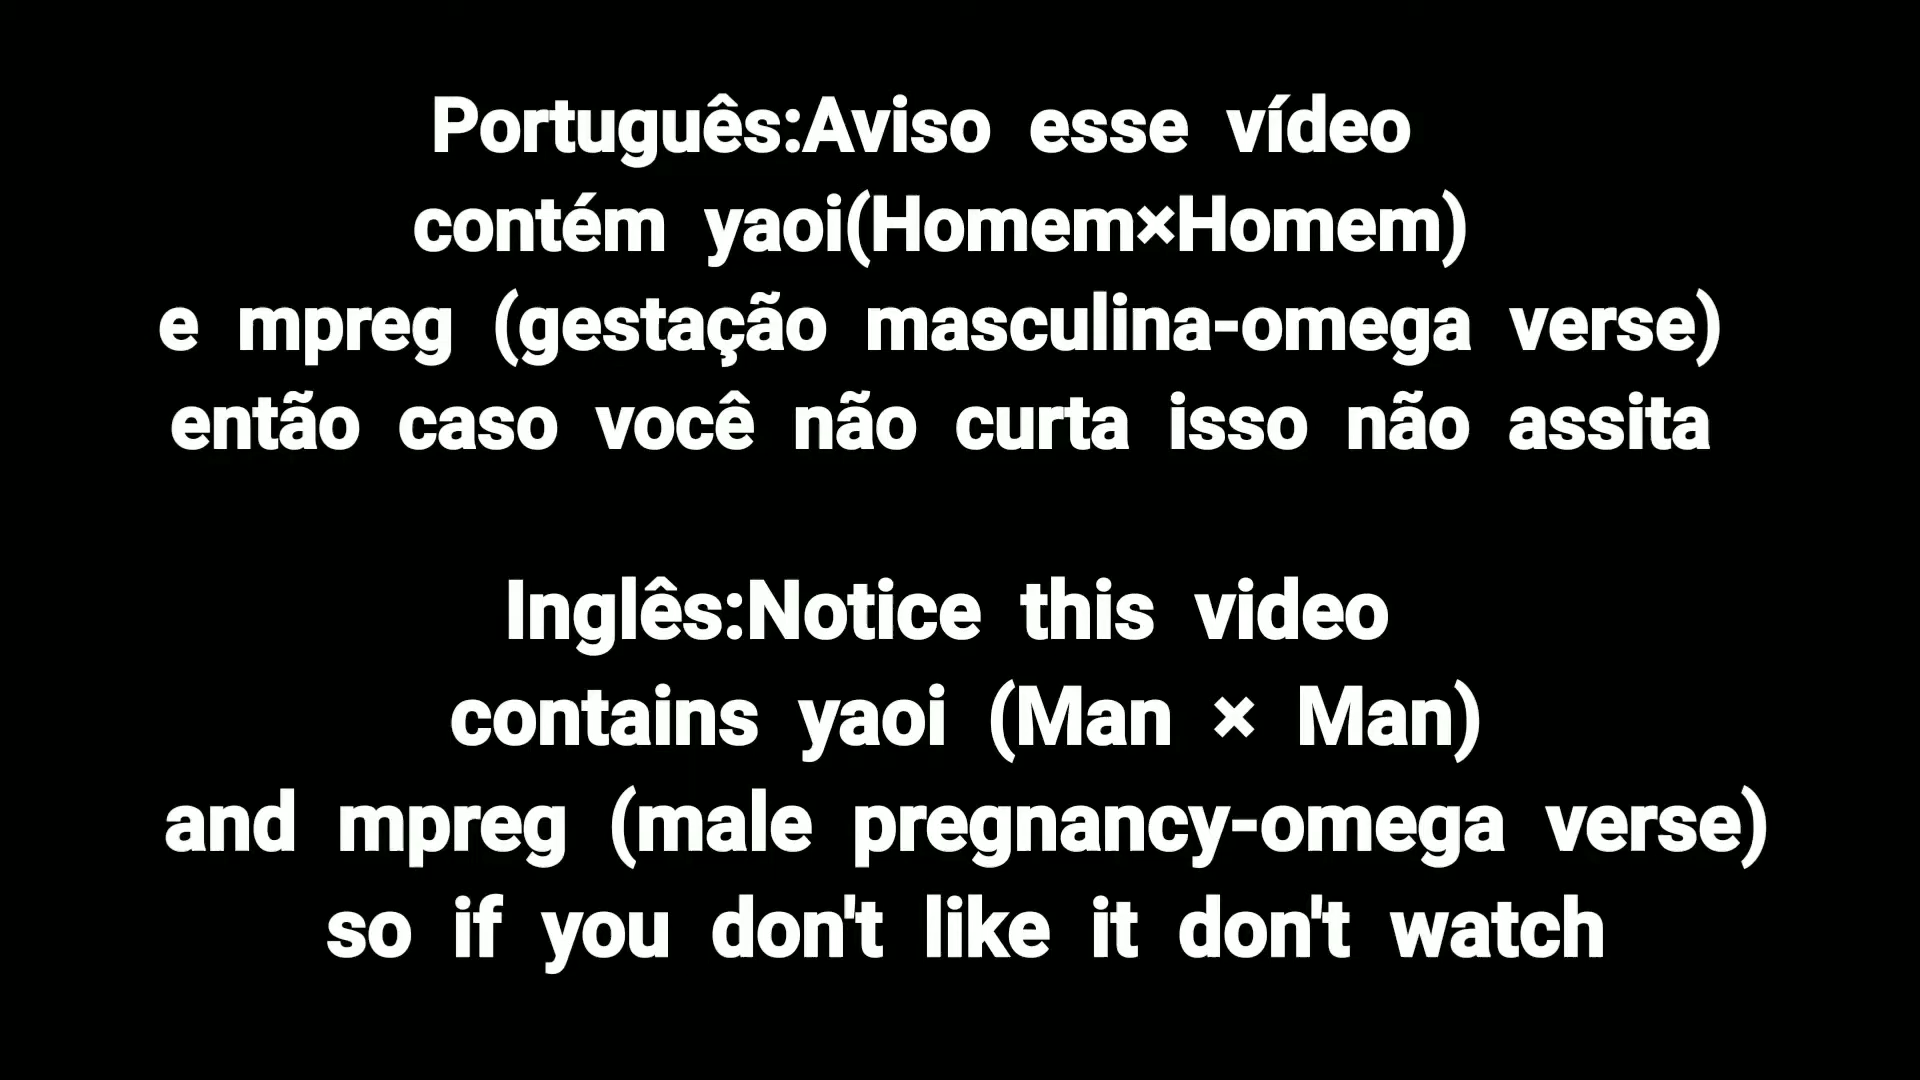 Português:Aviso esse vídeo
contém yaoi(Homem×Homem)
e mpreg (gestação masculina-omega verse)
então caso você não curta isso não assita
Inglês:Notice this video
contains yaoi (Man × Man)
and mpreg (male pregnancy-omega verse)
so if you don't like it don't watch